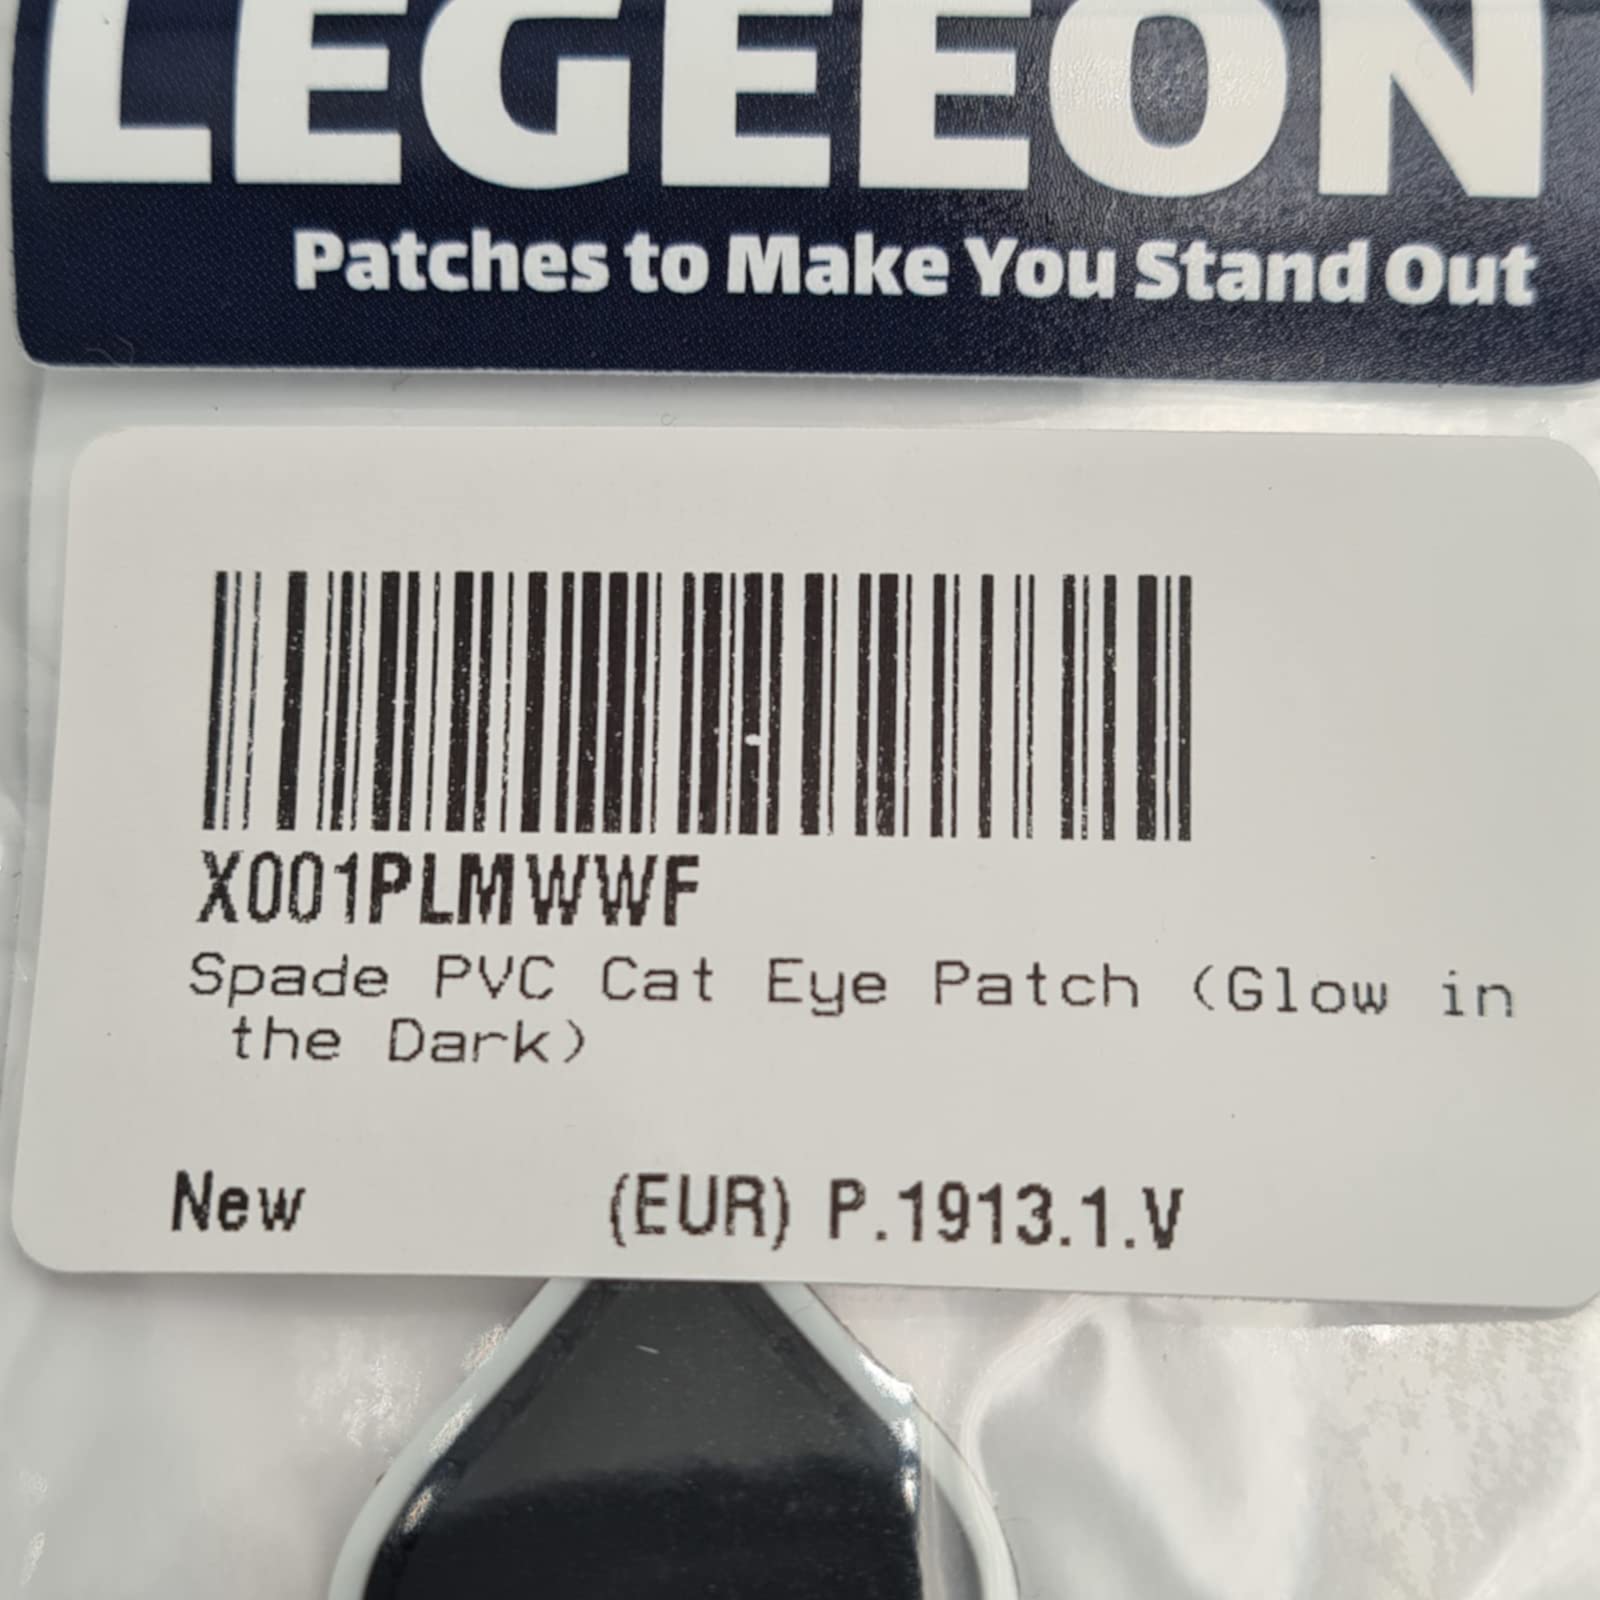 LEGEEON
Patches to Make You Stand Out
X001PLMWWF
Spade PVC Cat Eye Patch (Glow in
the Dark)
New (EUR) P.1913.1.V